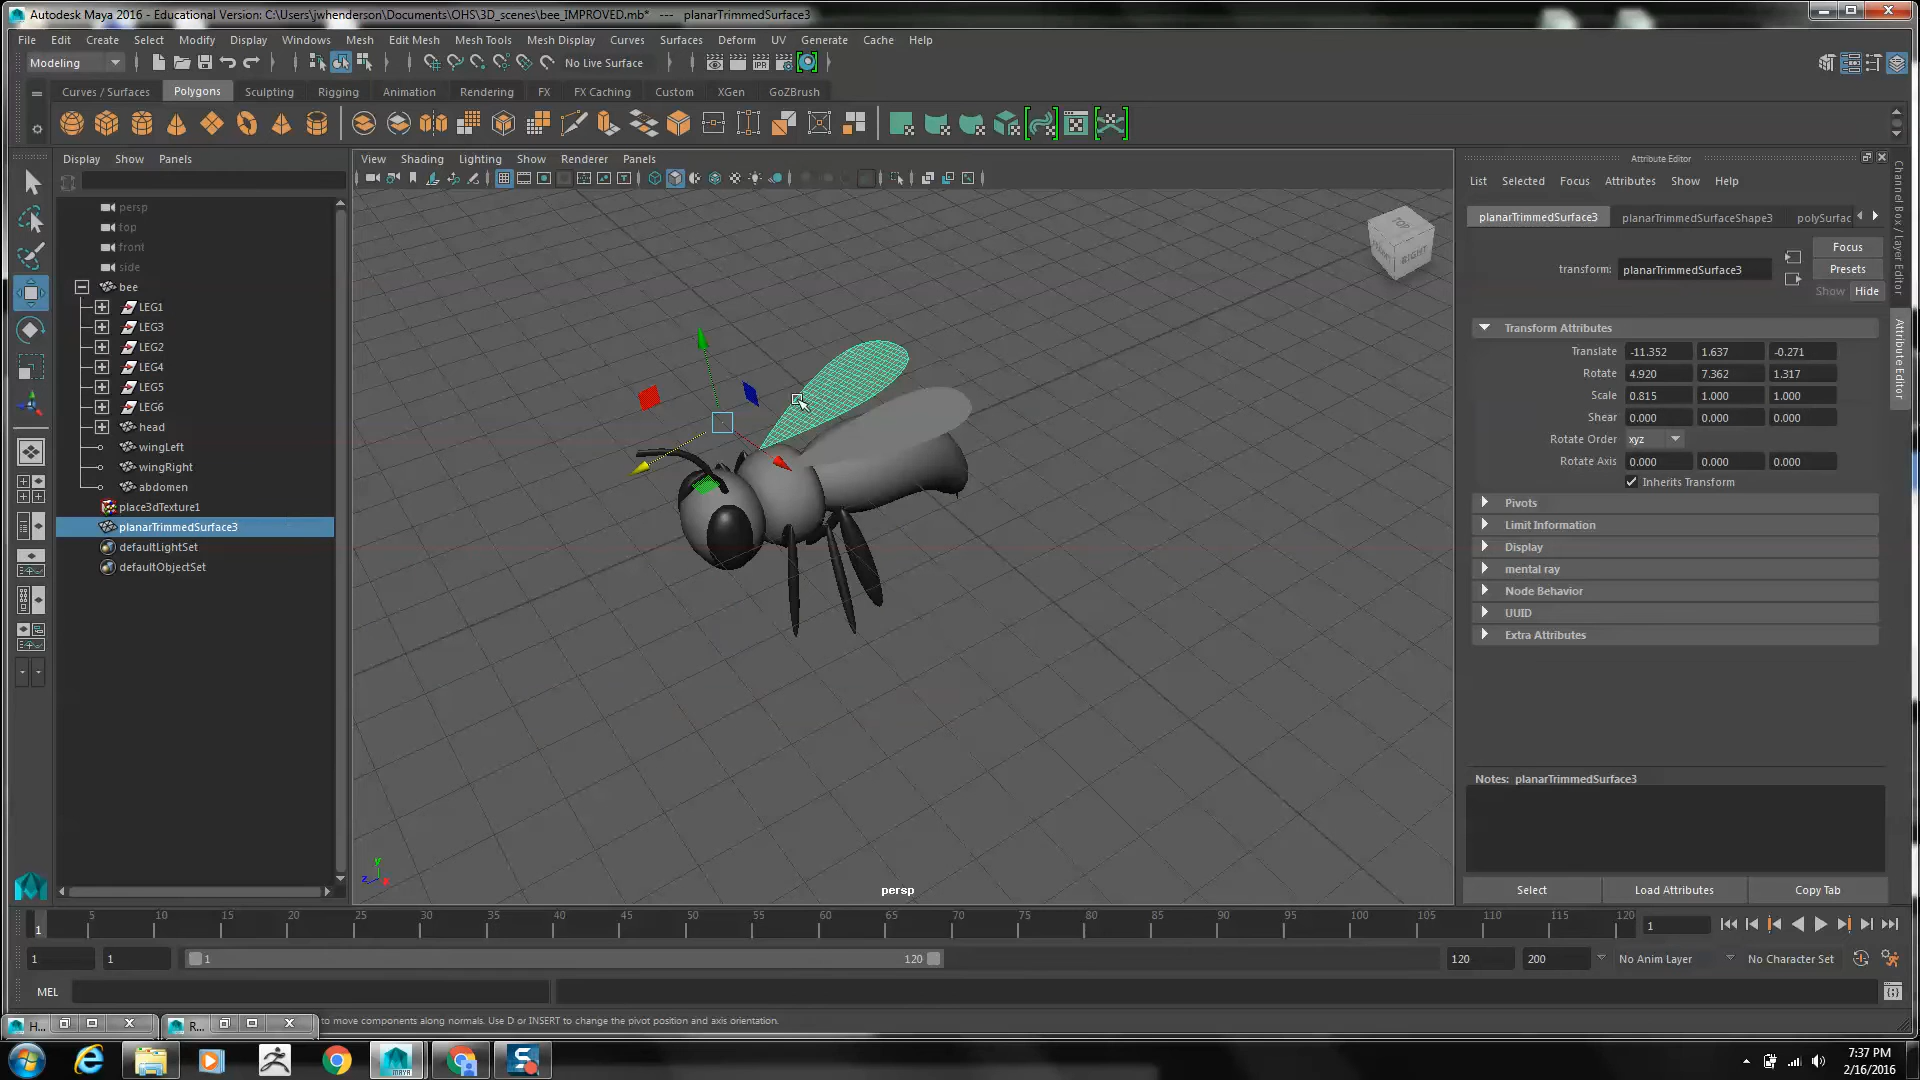 Autodesk Maya 2016 - Educational Version: C:\Users\jwhenderson\Documents\OHS\3D_scenes\bee_IMPROVED.mb* --- planarTrimmedSurface3
File Edit Create Select Modify Display Windows Mesh Edit Mesh Mesh Tools Mesh Display Curves Surfaces Deform UV Generate Cache Help
Modeling No Live Surface
Curves / Surfaces Polygons Sculpting Rigging Animation Rendering FX FX Caching Custom XGen GoZBrush
Display Show Panels
View Shading Lighting Show Renderer Panels
Attribute Editor
List Selected Focus Attributes Show Help
persp
top
front
side
bee
LEG1
LEG3
LEG2
LEG4
LEG5
LEG6
head
wingLeft
wingRight
abdomen
place3dTexture1
planarTrimmedSurface3
defaultLightSet
defaultObjectSet
TOP
RIGHT
y
z
x
persp
planarTrimmedSurface3 planarTrimmedSurfaceShape3 polySurfac
transform: planarTrimmedSurface3
Focus
Presets
Show Hide
Transform Attributes
Translate -11.352 1.637 -0.271
Rotate 4.920 7.362 1.317
Scale 0.815 1.000 1.000
Shear 0.000 0.000 0.000
Rotate Order xyz
Rotate Axis 0.000 0.000 0.000
Inherits Transform
Pivots
Limit Information
Display
mental ray
Node Behavior
UUID
Extra Attributes
Notes: planarTrimmedSurface3
Select Load Attributes Copy Tab
Channel Box / Layer Editor
Attribute Editor
1 5 10 15 20 25 30 35 40 45 50 55 60 65 70 75 80 85 90 95 100 105 110 115 120 1
1 1 1 120 120 200 No Anim Layer No Character Set
MEL
H... R... to move components along normals. Use D or INSERT to change the pivot position and axis orientation.
MAYA
7:37 PM
2/16/2016